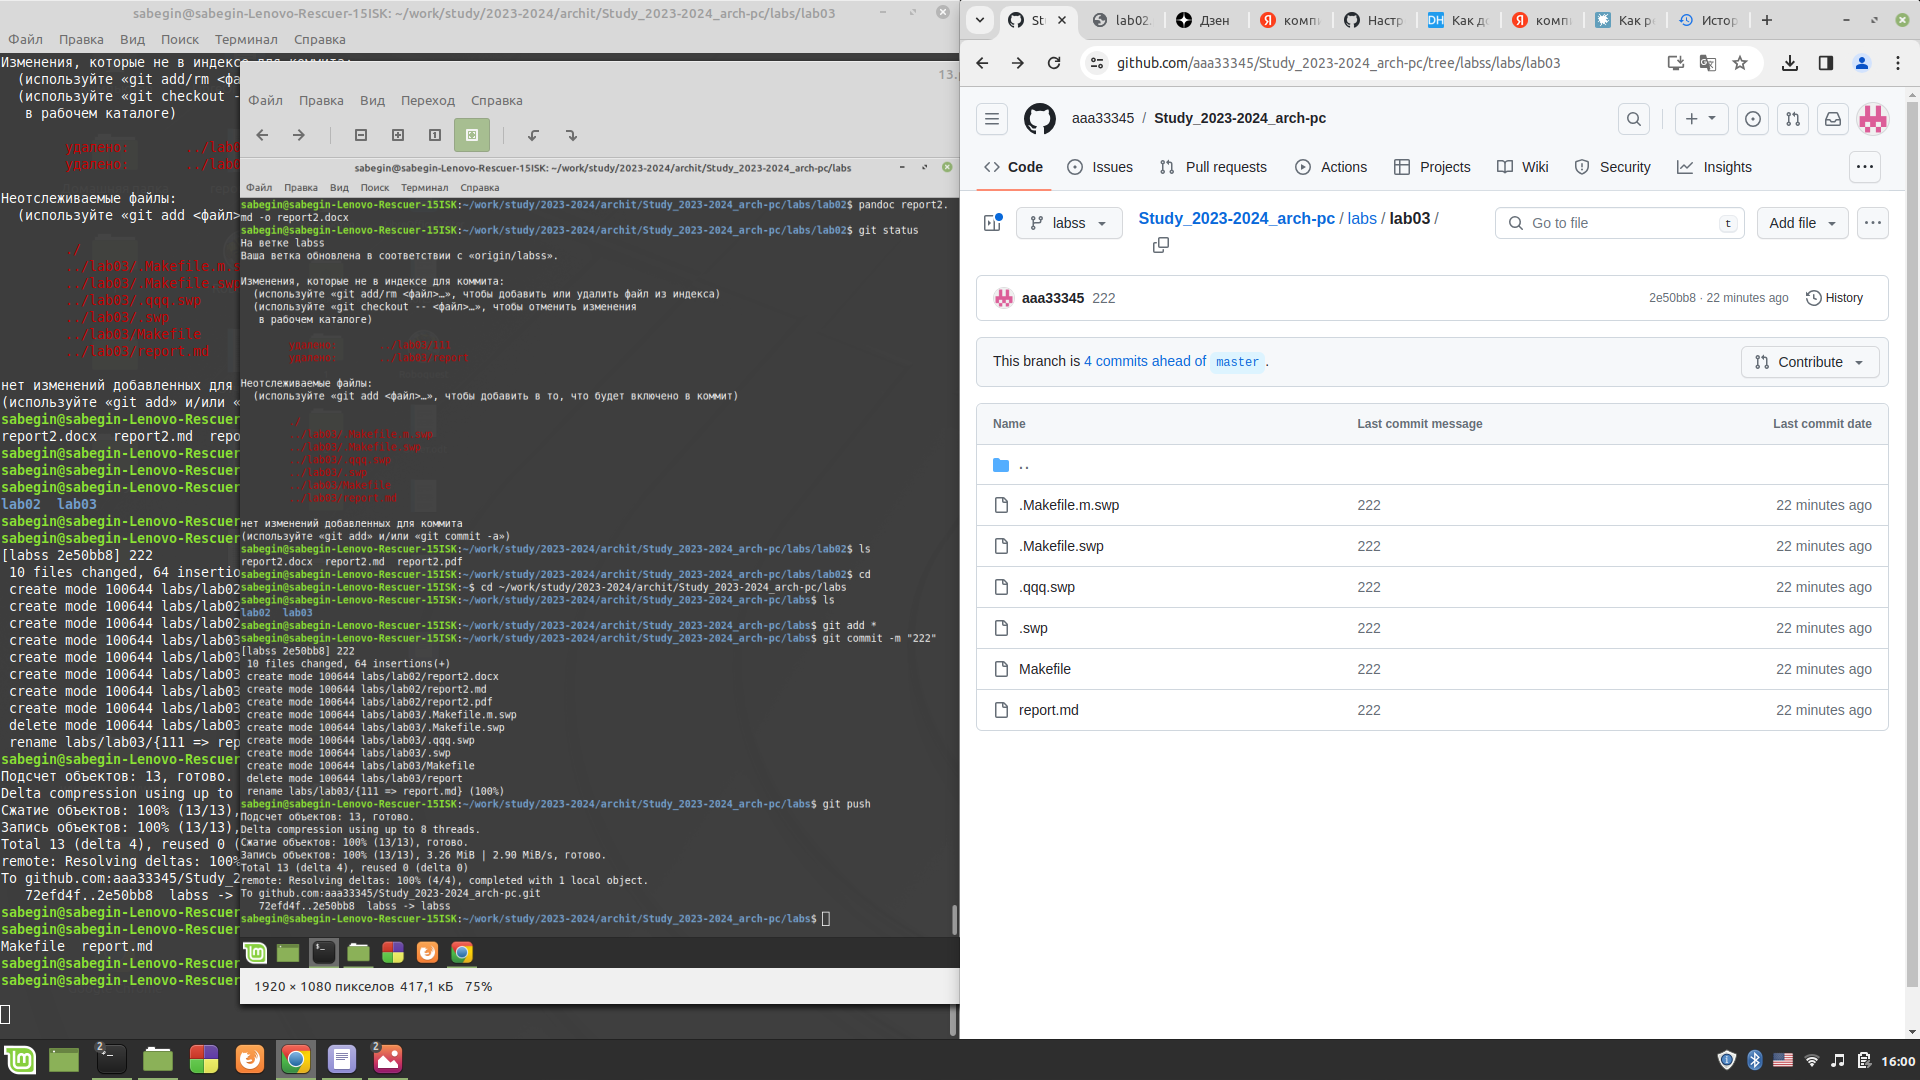 sabegin@sabegin-Lenovo-Rescuer-15ISK: ~/work/study/2023-2024/archit/Study_2023-2024_arch-pc/labs/lab03
Файл Правка Вид Поиск Терминал Справка
Изменения, которые не в индексе для коммита:
(используйте «git add/rm <фа
(используйте «git checkout -
в рабочем каталоге)
удалено: ../lab0
удалено: ../lab0
Неотслеживаемые файлы:
(используйте «git add <файл>
./
../lab03/.Makefile.m.s
../lab03/.Makefile.swp
../lab03/.qqq.swp
../lab03/.swp
../lab03/Makefile
../lab03/report.md
нет изменений добавленных для
(используйте «git add» и/или «
sabegin@sabegin-Lenovo-Rescuer
report2.docx report2.md repo
sabegin@sabegin-Lenovo-Rescuer
sabegin@sabegin-Lenovo-Rescuer
sabegin@sabegin-Lenovo-Rescuer
lab02 lab03
sabegin@sabegin-Lenovo-Rescuer
sabegin@sabegin-Lenovo-Rescuer
[labss 2e50bb8] 222
10 files changed, 64 insertio
create mode 100644 labs/lab02
create mode 100644 labs/lab02
create mode 100644 labs/lab02
create mode 100644 labs/lab03
create mode 100644 labs/lab03
create mode 100644 labs/lab03
create mode 100644 labs/lab03
create mode 100644 labs/lab03
delete mode 100644 labs/lab03
rename labs/lab03/{111 => rep
sabegin@sabegin-Lenovo-Rescuer
Подсчет объектов: 13, готово.
Delta compression using up to
Сжатие объектов: 100% (13/13),
Запись объектов: 100% (13/13),
Total 13 (delta 4), reused 0 (
remote: Resolving deltas: 100%
To github.com:aaa33345/Study_2
72efd4f..2e50bb8 labss ->
sabegin@sabegin-Lenovo-Rescuer
sabegin@sabegin-Lenovo-Rescuer
Makefile report.md
sabegin@sabegin-Lenovo-Rescuer
sabegin@sabegin-Lenovo-Rescuer
13.
Файл Правка Вид Переход Справка
sabegin@sabegin-Lenovo-Rescuer-15ISK: ~/work/study/2023-2024/archit/Study_2023-2024_arch-pc/labs
Файл Правка Вид Поиск Терминал Справка
sabegin@sabegin-Lenovo-Rescuer-15ISK:~/work/study/2023-2024/archit/Study_2023-2024_arch-pc/labs/lab02$ pandoc report2.
md -o report2.docx
sabegin@sabegin-Lenovo-Rescuer-15ISK:~/work/study/2023-2024/archit/Study_2023-2024_arch-pc/labs/lab02$ git status
На ветке labss
Ваша ветка обновлена в соответствии с «origin/labss».
Изменения, которые не в индексе для коммита:
(используйте «git add/rm <файл>…», чтобы добавить или удалить файл из индекса)
(используйте «git checkout -- <файл>…», чтобы отменить изменения
в рабочем каталоге)
удалено: ../lab03/111
удалено: ../lab03/report
Неотслеживаемые файлы:
(используйте «git add <файл>…», чтобы добавить в то, что будет включено в коммит)
./
../lab03/.Makefile.m.swp
../lab03/.Makefile.swp
../lab03/.qqq.swp
../lab03/.swp
../lab03/Makefile
../lab03/report.md
нет изменений добавленных для коммита
(используйте «git add» и/или «git commit -a»)
sabegin@sabegin-Lenovo-Rescuer-15ISK:~/work/study/2023-2024/archit/Study_2023-2024_arch-pc/labs/lab02$ ls
report2.docx report2.md report2.pdf
sabegin@sabegin-Lenovo-Rescuer-15ISK:~/work/study/2023-2024/archit/Study_2023-2024_arch-pc/labs/lab02$ cd
sabegin@sabegin-Lenovo-Rescuer-15ISK:~$ cd ~/work/study/2023-2024/archit/Study_2023-2024_arch-pc/labs
sabegin@sabegin-Lenovo-Rescuer-15ISK:~/work/study/2023-2024/archit/Study_2023-2024_arch-pc/labs$ ls
lab02 lab03
sabegin@sabegin-Lenovo-Rescuer-15ISK:~/work/study/2023-2024/archit/Study_2023-2024_arch-pc/labs$ git add *
sabegin@sabegin-Lenovo-Rescuer-15ISK:~/work/study/2023-2024/archit/Study_2023-2024_arch-pc/labs$ git commit -m "222"
[labss 2e50bb8] 222
10 files changed, 64 insertions(+)
create mode 100644 labs/lab02/report2.docx
create mode 100644 labs/lab02/report2.md
create mode 100644 labs/lab02/report2.pdf
create mode 100644 labs/lab03/.Makefile.m.swp
create mode 100644 labs/lab03/.Makefile.swp
create mode 100644 labs/lab03/.qqq.swp
create mode 100644 labs/lab03/.swp
create mode 100644 labs/lab03/Makefile
delete mode 100644 labs/lab03/report
rename labs/lab03/{111 => report.md} (100%)
sabegin@sabegin-Lenovo-Rescuer-15ISK:~/work/study/2023-2024/archit/Study_2023-2024_arch-pc/labs$ git push
Подсчет объектов: 13, готово.
Delta compression using up to 8 threads.
Сжатие объектов: 100% (13/13), готово.
Запись объектов: 100% (13/13), 3.26 MiB | 2.90 MiB/s, готово.
Total 13 (delta 4), reused 0 (delta 0)
remote: Resolving deltas: 100% (4/4), completed with 1 local object.
To github.com:aaa33345/Study_2023-2024_arch-pc.git
72efd4f..2e50bb8 labss -> labss
sabegin@sabegin-Lenovo-Rescuer-15ISK:~/work/study/2023-2024/archit/Study_2023-2024_arch-pc/labs$
1920 × 1080 пикселов 417,1 кБ 75%
St lab02. Дзен комп Настр Как д комп Как р Истор
github.com/aaa33345/Study_2023-2024_arch-pc/tree/labss/labs/lab03
aaa33345 / Study_2023-2024_arch-pc
Code Issues Pull requests Actions Projects Wiki Security Insights
labss Study_2023-2024_arch-pc / labs / lab03 / Go to file t Add file
aaa33345 222 2e50bb8 · 22 minutes ago History
This branch is 4 commits ahead of master . Contribute
Name Last commit message Last commit date
..
.Makefile.m.swp 222 22 minutes ago
.Makefile.swp 222 22 minutes ago
.qqq.swp 222 22 minutes ago
.swp 222 22 minutes ago
Makefile 222 22 minutes ago
report.md 222 22 minutes ago
2 2 16:00